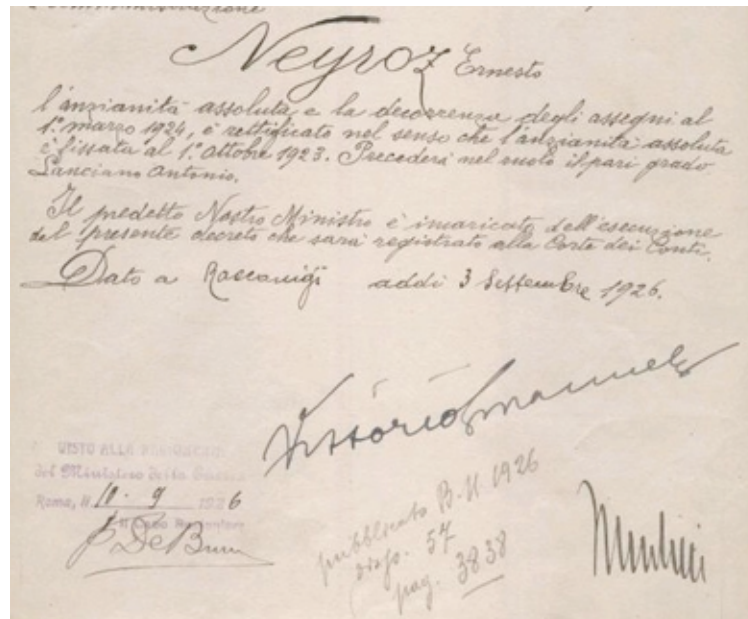 Neyroz Ernesto
l'anzianità assoluta e la decorrenza degli assegni al
1.° marzo 1924, è rettificato nel senso che l'anzianità assoluta
è fissata al 1.° Ottobre 1923. Precederà nel ruolo il pari grado
Lanciano Antonio.
Il predetto Nostro Ministro è incaricato dell'esecuzione
del presente decreto che sarà registrato alla Corte dei Conti.
Dato a Racconigi addì 3 Settembre 1926.
Vittorio Emanuele
VISTO ALLA
del Ministero della Guerra
Roma, li 10 - 9 1926
Il Capo
pubblicato B. U. 1926
disp. 57
pag. 3838